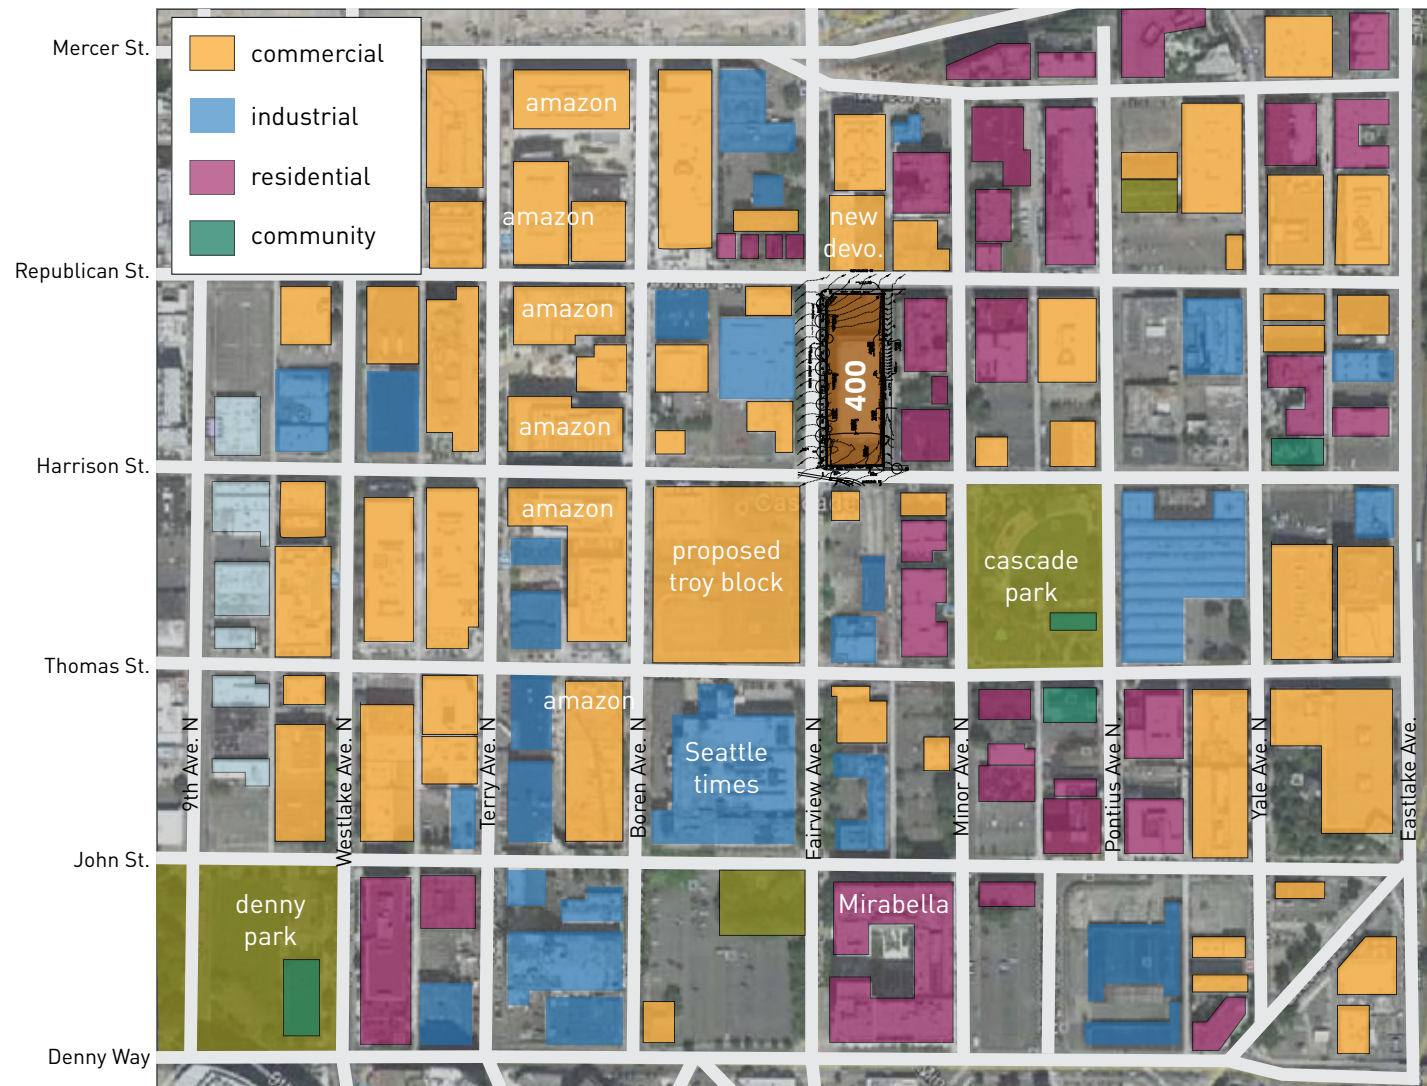 Mercer St.
commercial
industrial
residential
community
amazon
amazon
new
devo.
Republican St.
amazon
400
amazon
Harrison St.
amazon
Cascade
proposed
troy block
cascade
park
Thomas St.
amazon
Seattle
times
9th Ave. N
Westlake Ave. N
Terry Ave. N
Boren Ave. N
Fairview Ave. N
Minor Ave. N
Pontius Ave. N.
Yale Ave. N
Eastlake Ave.
John St.
denny
park
Mirabella
Denny Way